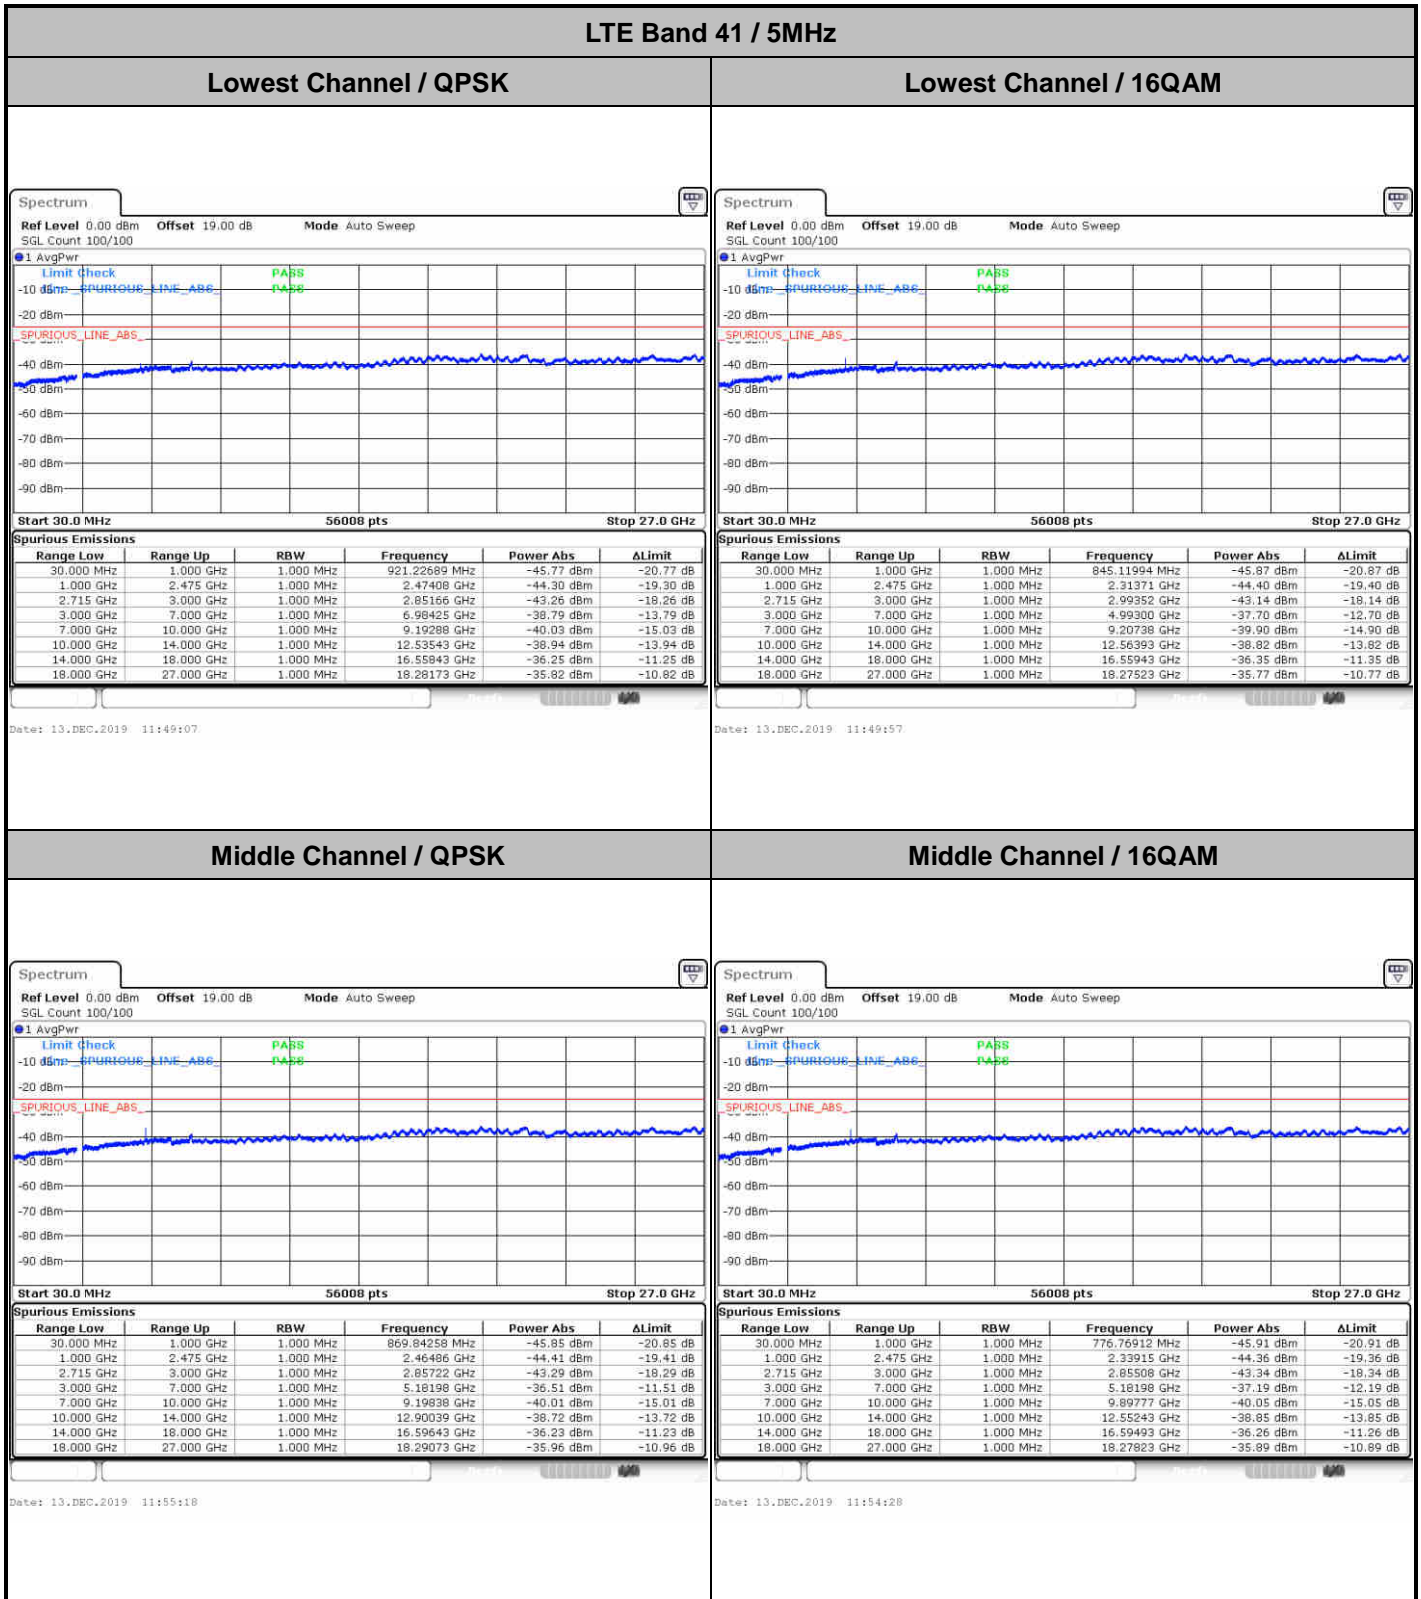 LTE Band 41 / 5MHz
Lowest Channel / QPSK
Lowest Channel / 16QAM
Spectrum
Ref Level 0.00 dBm Offset 19.00 dB Mode Auto Sweep
SGL Count 100/100
1 AvgPwr
Limit Check PASS
-10 dBm Line _SPURIOUS_LINE_ABS_ PASS
-20 dBm
_SPURIOUS_LINE_ABS_
-40 dBm
-50 dBm
-60 dBm
-70 dBm
-80 dBm
-90 dBm
Start 30.0 MHz 56008 pts Stop 27.0 GHz
Spurious Emissions
Range Low Range Up RBW Frequency Power Abs ΔLimit
30.000 MHz 1.000 GHz 1.000 MHz 921.22689 MHz -45.77 dBm -20.77 dB
1.000 GHz 2.475 GHz 1.000 MHz 2.47408 GHz -44.30 dBm -19.30 dB
2.715 GHz 3.000 GHz 1.000 MHz 2.85166 GHz -43.26 dBm -18.26 dB
3.000 GHz 7.000 GHz 1.000 MHz 6.98425 GHz -38.79 dBm -13.79 dB
7.000 GHz 10.000 GHz 1.000 MHz 9.19288 GHz -40.03 dBm -15.03 dB
10.000 GHz 14.000 GHz 1.000 MHz 12.53543 GHz -38.94 dBm -13.94 dB
14.000 GHz 18.000 GHz 1.000 MHz 16.55843 GHz -36.25 dBm -11.25 dB
18.000 GHz 27.000 GHz 1.000 MHz 18.28173 GHz -35.82 dBm -10.82 dB
Date: 13.DEC.2019 11:49:07
Spectrum
Ref Level 0.00 dBm Offset 19.00 dB Mode Auto Sweep
SGL Count 100/100
1 AvgPwr
Limit Check PASS
-10 dBm Line _SPURIOUS_LINE_ABS_ PASS
-20 dBm
_SPURIOUS_LINE_ABS_
-40 dBm
-50 dBm
-60 dBm
-70 dBm
-80 dBm
-90 dBm
Start 30.0 MHz 56008 pts Stop 27.0 GHz
Spurious Emissions
Range Low Range Up RBW Frequency Power Abs ΔLimit
30.000 MHz 1.000 GHz 1.000 MHz 845.11994 MHz -45.87 dBm -20.87 dB
1.000 GHz 2.475 GHz 1.000 MHz 2.31371 GHz -44.40 dBm -19.40 dB
2.715 GHz 3.000 GHz 1.000 MHz 2.99352 GHz -43.14 dBm -18.14 dB
3.000 GHz 7.000 GHz 1.000 MHz 4.99300 GHz -37.70 dBm -12.70 dB
7.000 GHz 10.000 GHz 1.000 MHz 9.20738 GHz -39.90 dBm -14.90 dB
10.000 GHz 14.000 GHz 1.000 MHz 12.56393 GHz -38.82 dBm -13.82 dB
14.000 GHz 18.000 GHz 1.000 MHz 16.55943 GHz -36.35 dBm -11.35 dB
18.000 GHz 27.000 GHz 1.000 MHz 18.27523 GHz -35.77 dBm -10.77 dB
Date: 13.DEC.2019 11:49:57
Middle Channel / QPSK
Middle Channel / 16QAM
Spectrum
Ref Level 0.00 dBm Offset 19.00 dB Mode Auto Sweep
SGL Count 100/100
1 AvgPwr
Limit Check PASS
-10 dBm Line _SPURIOUS_LINE_ABS_ PASS
-20 dBm
_SPURIOUS_LINE_ABS_
-40 dBm
-50 dBm
-60 dBm
-70 dBm
-80 dBm
-90 dBm
Start 30.0 MHz 56008 pts Stop 27.0 GHz
Spurious Emissions
Range Low Range Up RBW Frequency Power Abs ΔLimit
30.000 MHz 1.000 GHz 1.000 MHz 869.84258 MHz -45.85 dBm -20.85 dB
1.000 GHz 2.475 GHz 1.000 MHz 2.46486 GHz -44.41 dBm -19.41 dB
2.715 GHz 3.000 GHz 1.000 MHz 2.85722 GHz -43.29 dBm -18.29 dB
3.000 GHz 7.000 GHz 1.000 MHz 5.18198 GHz -36.51 dBm -11.51 dB
7.000 GHz 10.000 GHz 1.000 MHz 9.19838 GHz -40.01 dBm -15.01 dB
10.000 GHz 14.000 GHz 1.000 MHz 12.90039 GHz -38.72 dBm -13.72 dB
14.000 GHz 18.000 GHz 1.000 MHz 16.59643 GHz -36.23 dBm -11.23 dB
18.000 GHz 27.000 GHz 1.000 MHz 18.29073 GHz -35.96 dBm -10.96 dB
Date: 13.DEC.2019 11:55:18
Spectrum
Ref Level 0.00 dBm Offset 19.00 dB Mode Auto Sweep
SGL Count 100/100
1 AvgPwr
Limit Check PASS
-10 dBm Line _SPURIOUS_LINE_ABS_ PASS
-20 dBm
_SPURIOUS_LINE_ABS_
-40 dBm
-50 dBm
-60 dBm
-70 dBm
-80 dBm
-90 dBm
Start 30.0 MHz 56008 pts Stop 27.0 GHz
Spurious Emissions
Range Low Range Up RBW Frequency Power Abs ΔLimit
30.000 MHz 1.000 GHz 1.000 MHz 776.76912 MHz -45.91 dBm -20.91 dB
1.000 GHz 2.475 GHz 1.000 MHz 2.33915 GHz -44.36 dBm -19.36 dB
2.715 GHz 3.000 GHz 1.000 MHz 2.85508 GHz -43.34 dBm -18.34 dB
3.000 GHz 7.000 GHz 1.000 MHz 5.18198 GHz -37.19 dBm -12.19 dB
7.000 GHz 10.000 GHz 1.000 MHz 9.89777 GHz -40.05 dBm -15.05 dB
10.000 GHz 14.000 GHz 1.000 MHz 12.55243 GHz -38.85 dBm -13.85 dB
14.000 GHz 18.000 GHz 1.000 MHz 16.59493 GHz -36.26 dBm -11.26 dB
18.000 GHz 27.000 GHz 1.000 MHz 18.27823 GHz -35.89 dBm -10.89 dB
Date: 13.DEC.2019 11:54:28